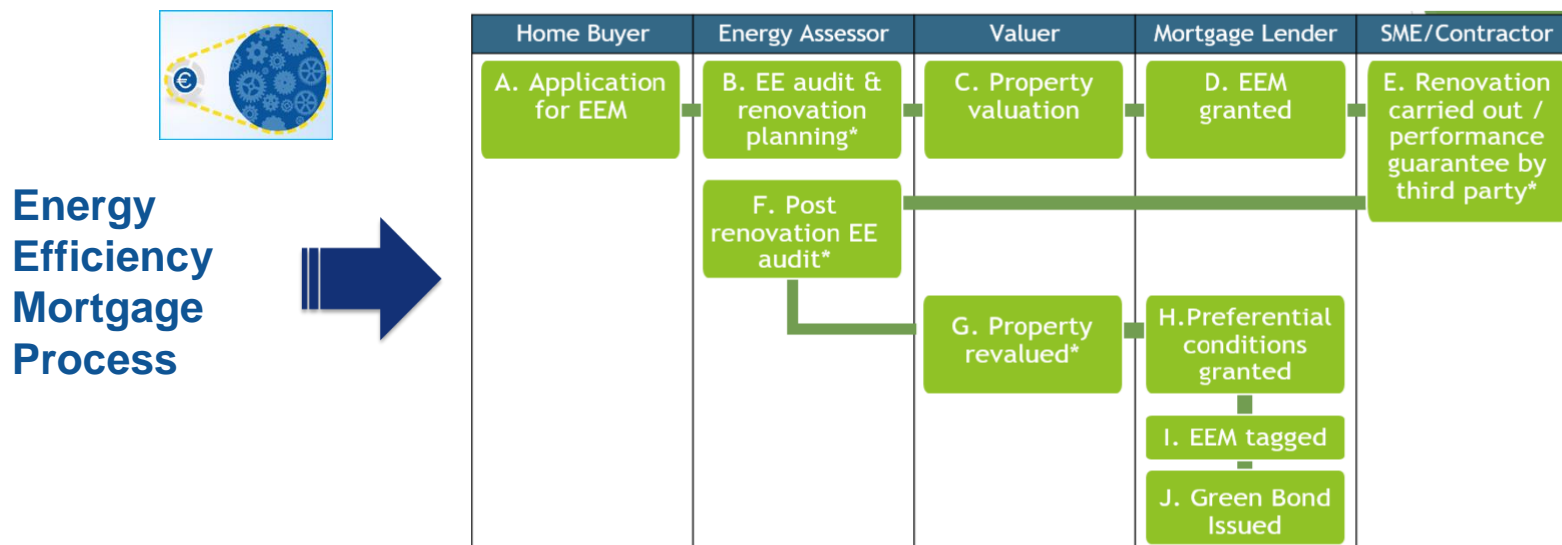 €
Energy
Efficiency
Mortgage
Process
Home Buyer
Energy Assessor
Valuer
Mortgage Lender
SME/Contractor
A. Application
for EEM
B. EE audit &
renovation
planning*
C. Property
valuation
D. EEM
granted
E. Renovation
carried out /
performance
guarantee by
third party*
F. Post
renovation EE
audit*
G. Property
revalued*
H.Preferential
conditions
granted
I. EEM tagged
J. Green Bond
Issued